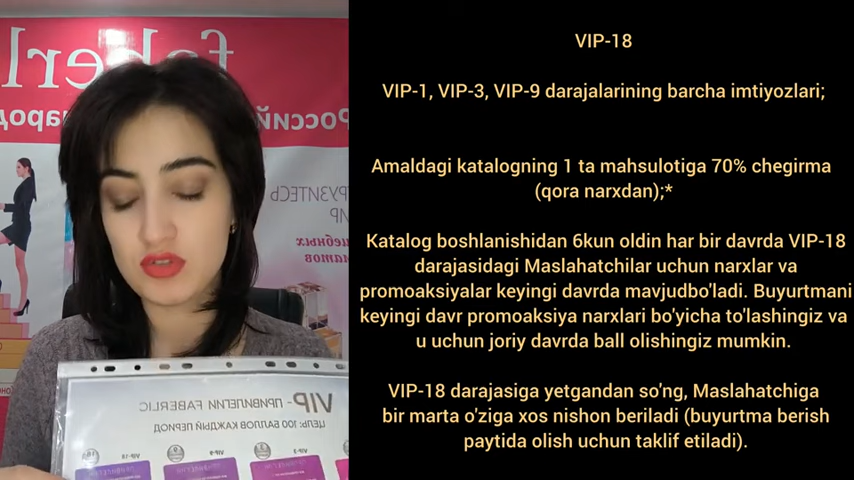 faberl
Российс
народ
ГРУЗИТЕСЬ
ИР
VIP - ПРИВИЛЕГИИ FABERLIC
ЦЕЛЬ: 100 БАЛЛОВ КАЖДЫЙ ПЕРИОД
VIP-18
VIP-9
VIP-3
VIP-18
VIP-1, VIP-3, VIP-9 darajalarining barcha imtiyozlari;
Amaldagi katalogning 1 ta mahsulotiga 70% chegirma
(qora narxdan);*
Katalog boshlanishidan 6kun oldin har bir davrda VIP-18
darajasidagi Maslahatchilar uchun narxlar va
promoaksiyalar keyingi davrda mavjudbo'ladi. Buyurtmani
keyingi davr promoaksiya narxlari bo'yicha to'lashingiz va
u uchun joriy davrda ball olishingiz mumkin.
VIP-18 darajasiga yetgandan so'ng, Maslahatchiga
bir marta o'ziga xos nishon beriladi (buyurtma berish
paytida olish uchun taklif etiladi).